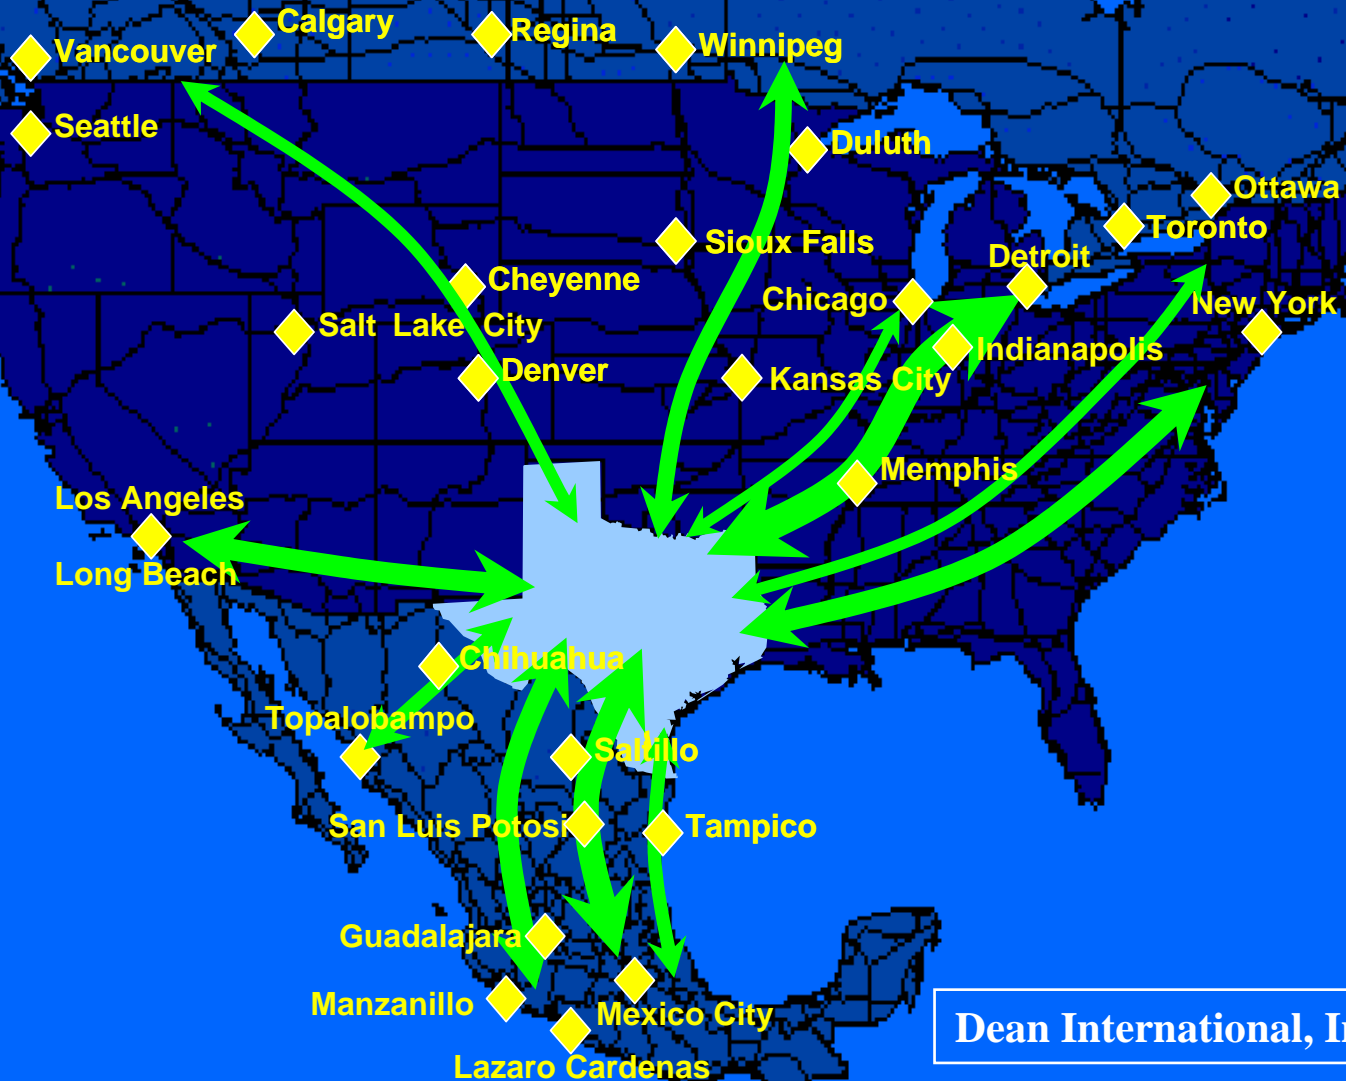 Calgary
Regina
Winnipeg
Vancouver
Seattle
Duluth
Ottawa
Toronto
Sioux Falls
Detroit
Cheyenne
Chicago
New York
Salt Lake City
Indianapolis
Denver
Kansas City
Memphis
Los Angeles
Long Beach
Chihuahua
Topalobampo
Saltillo
San Luis Potosi
Tampico
Guadalajara
Manzanillo
Mexico City
Lazaro Cardenas
Dean International,